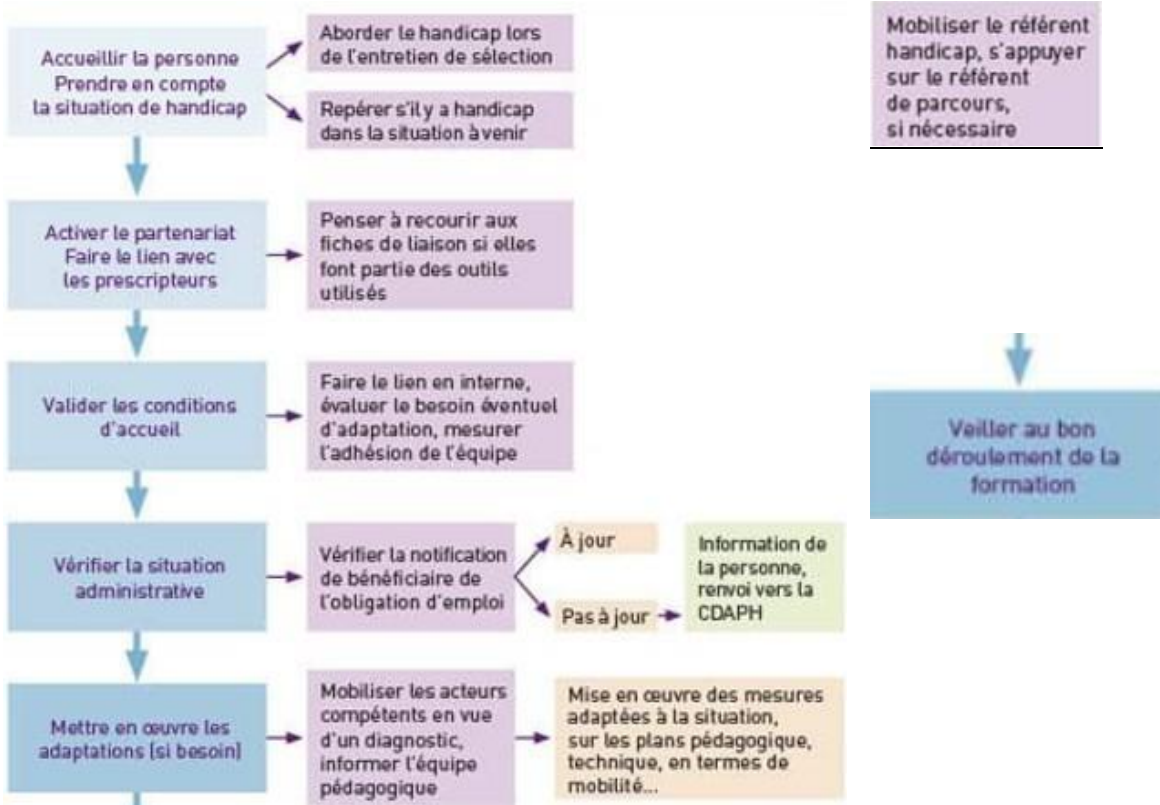 Accueillir la personne
Prendre en compte
la situation de handicap
Aborder le handicap lors
de l'entretien de sélection
Repérer s'il y a handicap
dans la situation à venir
Activer le partenariat
Faire le lien avec
les prescripteurs
Penser à recourir aux
fiches de liaison si elles
font partie des outils
utilisés
Valider les conditions
d'accueil
Faire le lien en interne,
évaluer le besoin éventuel
d'adaptation, mesurer
l'adhésion de l'équipe
Vérifier la situation
administrative
Vérifier la notification
de bénéficiaire de
l'obligation d'emploi
À jour
Pas à jour
Information de
la personne,
renvoi vers la
CDAPH
Mettre en œuvre les
adaptations (si besoin)
Mobiliser les acteurs
compétents en vue
d'un diagnostic,
informer l'équipe
pédagogique
Mise en œuvre des mesures
adaptées à la situation,
sur les plans pédagogique,
technique, en termes de
mobilité...
Mobiliser le référent
handicap, s'appuyer
sur le référent
de parcours,
si nécessaire
Veiller au bon
déroulement de la
formation